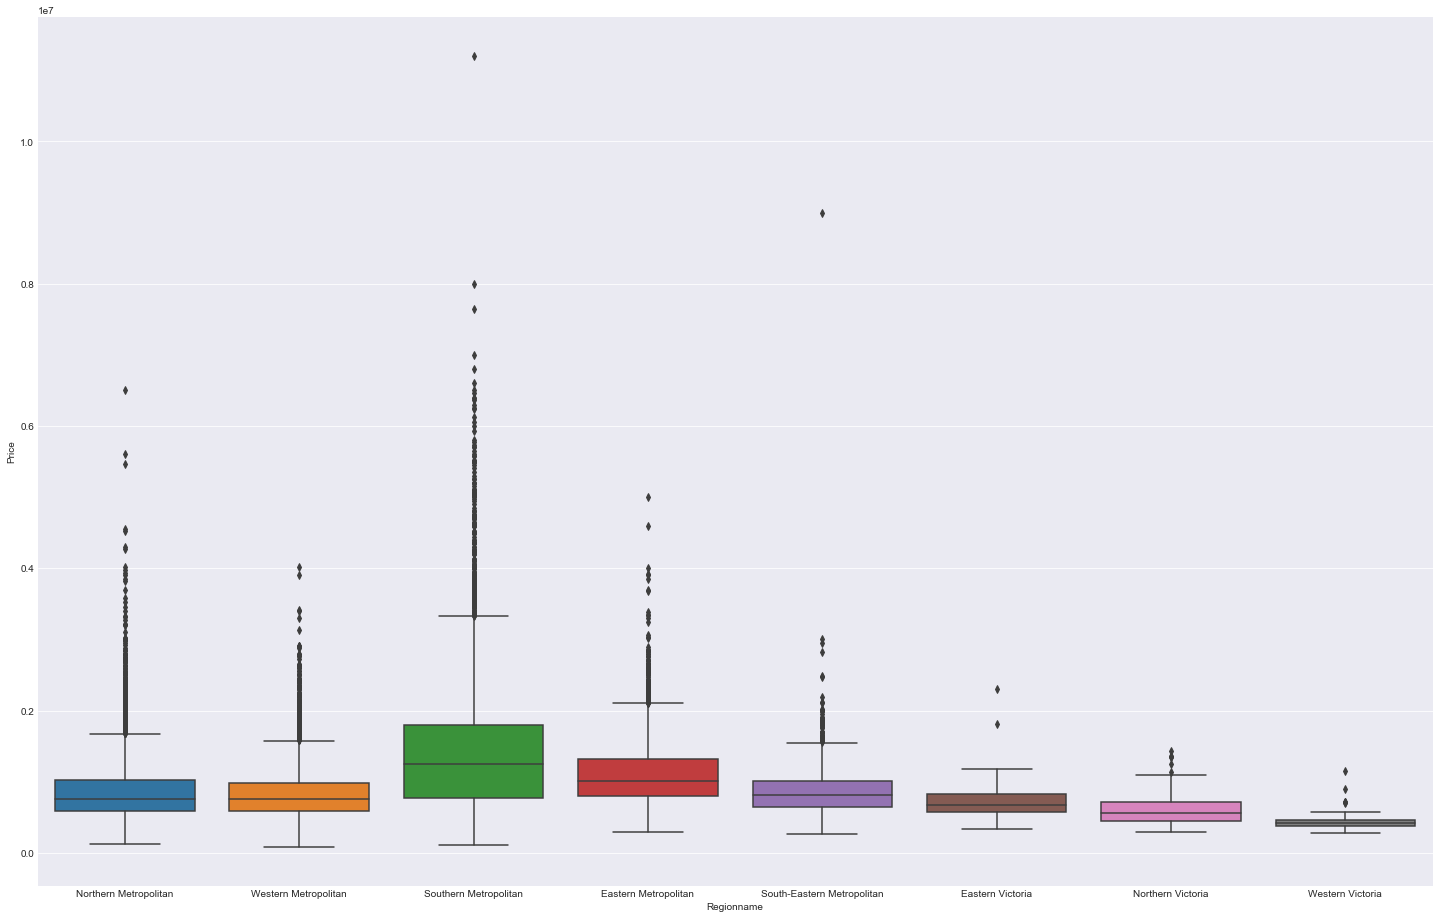 1e7
1.0
0.8
0.6
0.4
0.2
0.0
Price
Northern Metropolitan
Western Metropolitan
Southern Metropolitan
Eastern Metropolitan
South-Eastern Metropolitan
Eastern Victoria
Northern Victoria
Western Victoria
Regionname